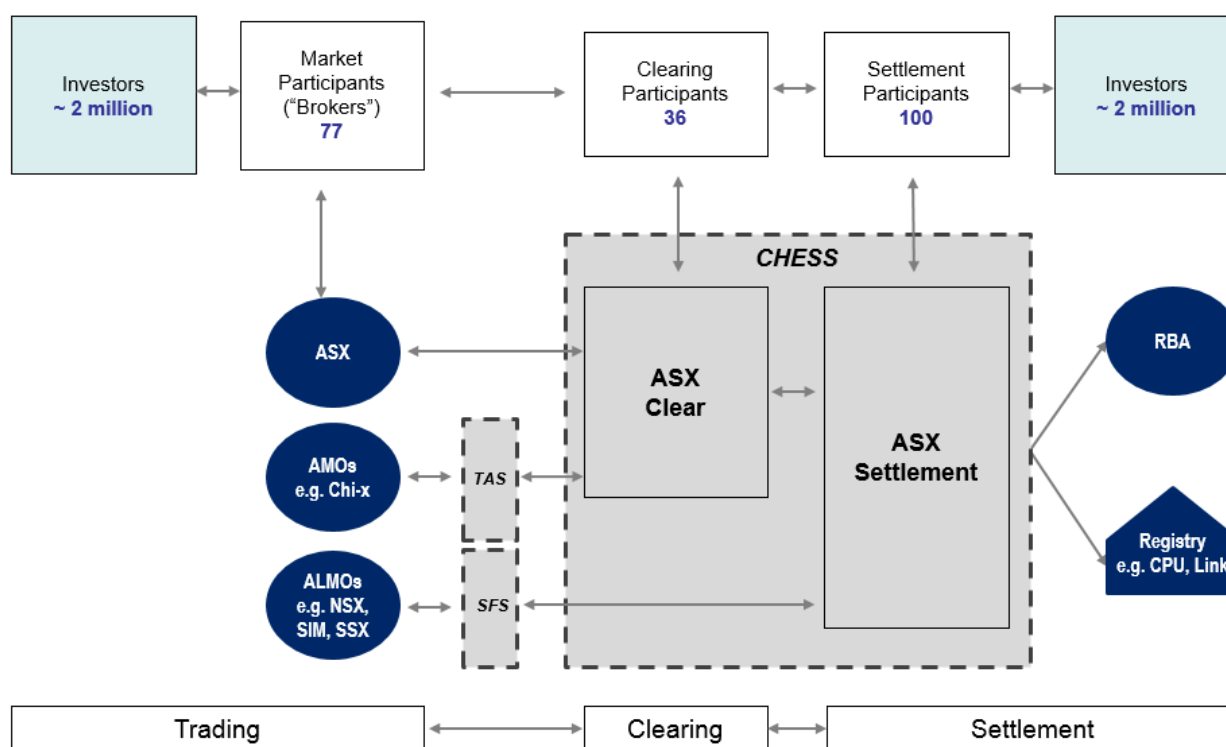 Investors
~ 2 million
Market
Participants
(“Brokers”)
77
Clearing
Participants
36
Settlement
Participants
100
Investors
~ 2 million
CHESS
ASX
ASX
Clear
ASX
Settlement
RBA
AMOs
e.g. Chi-x
TAS
ALMOs
e.g. NSX,
SIM, SSX
SFS
Registry
e.g. CPU, Link
Trading
Clearing
Settlement